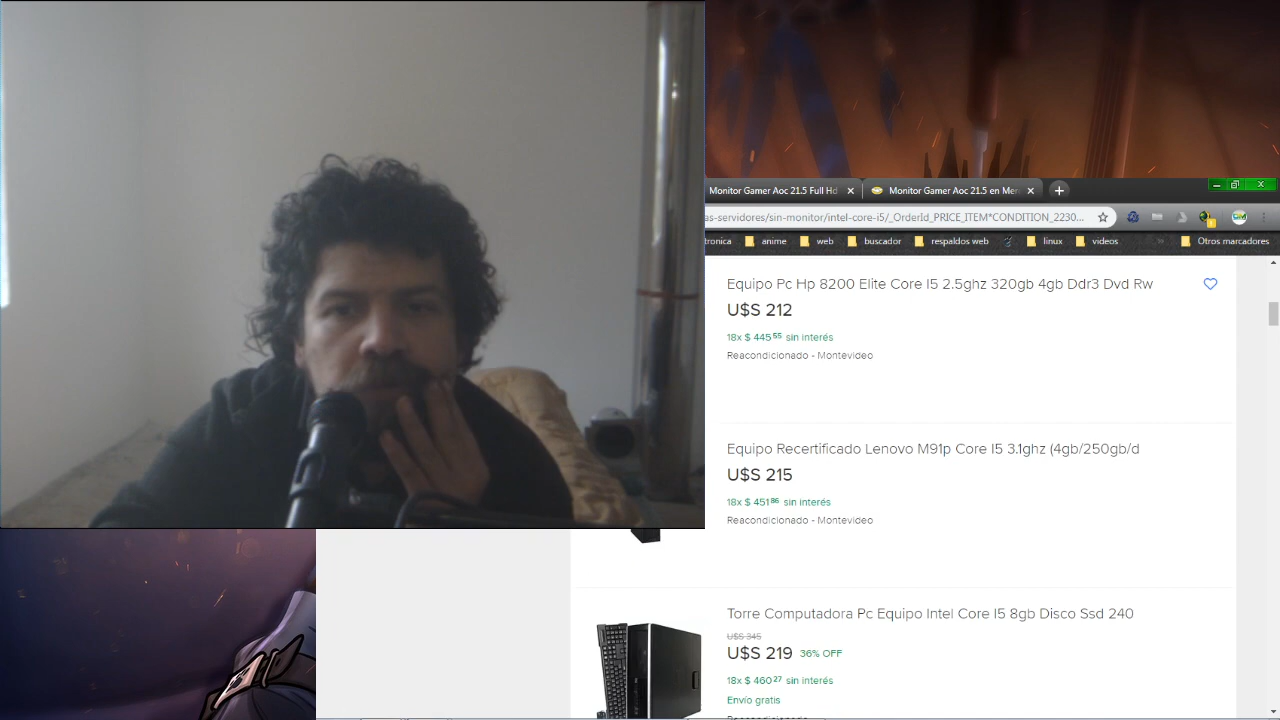 Monitor Gamer Aoc 21.5 Full Hd
Monitor Gamer Aoc 21.5 en Mer
as-servidores/sin-monitor/intel-core-i5/_OrderId_PRICE_ITEM*CONDITION_2230...
tronica anime web buscador respaldos web linux videos » Otros marcadores
Equipo Pc Hp 8200 Elite Core I5 2.5ghz 320gb 4gb Ddr3 Dvd Rw
U$S 212
18x $ 445⁵⁵ sin interés
Reacondicionado - Montevideo
Equipo Recertificado Lenovo M91p Core I5 3.1ghz (4gb/250gb/d
U$S 215
18x $ 451⁸⁶ sin interés
Reacondicionado - Montevideo
Torre Computadora Pc Equipo Intel Core I5 8gb Disco Ssd 240
U$S 345
U$S 219 36% OFF
18x $ 460²⁷ sin interés
Envío gratis